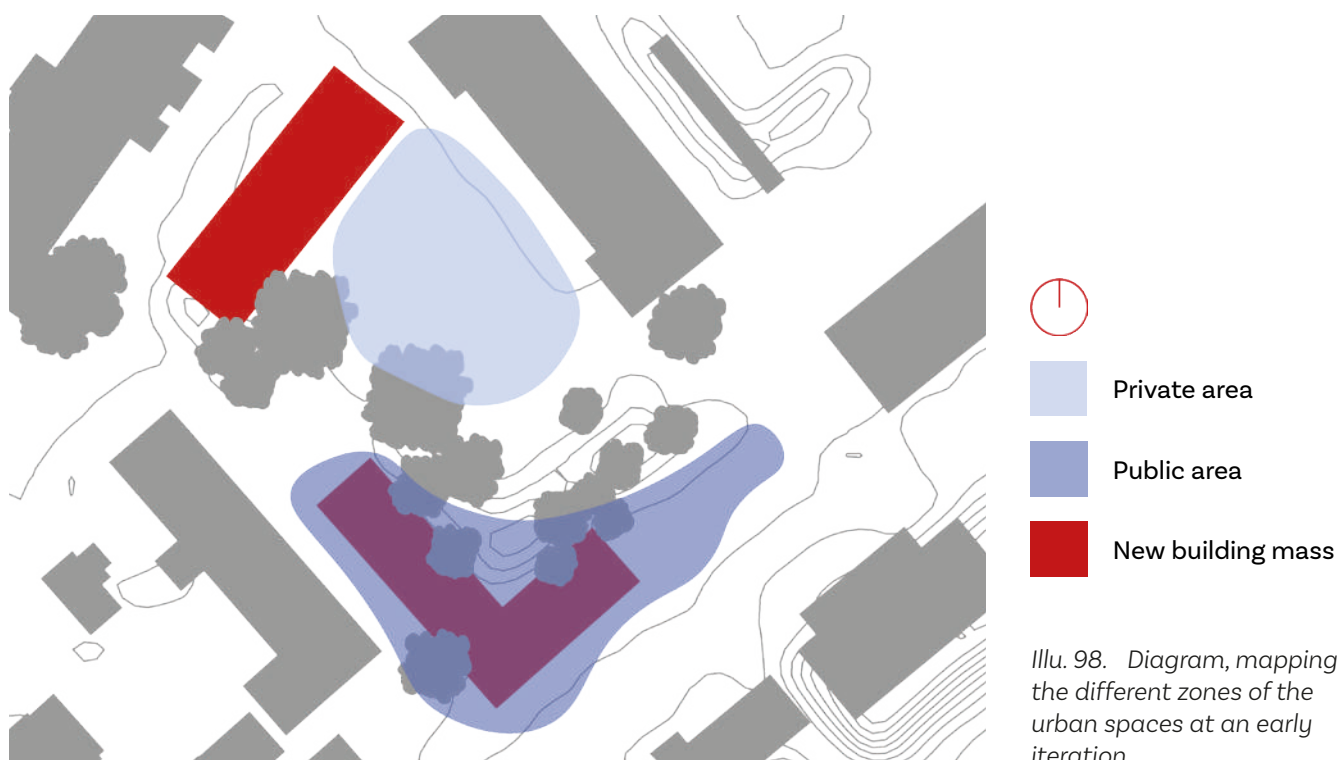 Private area
Public area
New building mass
Illu. 98. Diagram, mapping
the different zones of the
urban spaces at an early
iteration